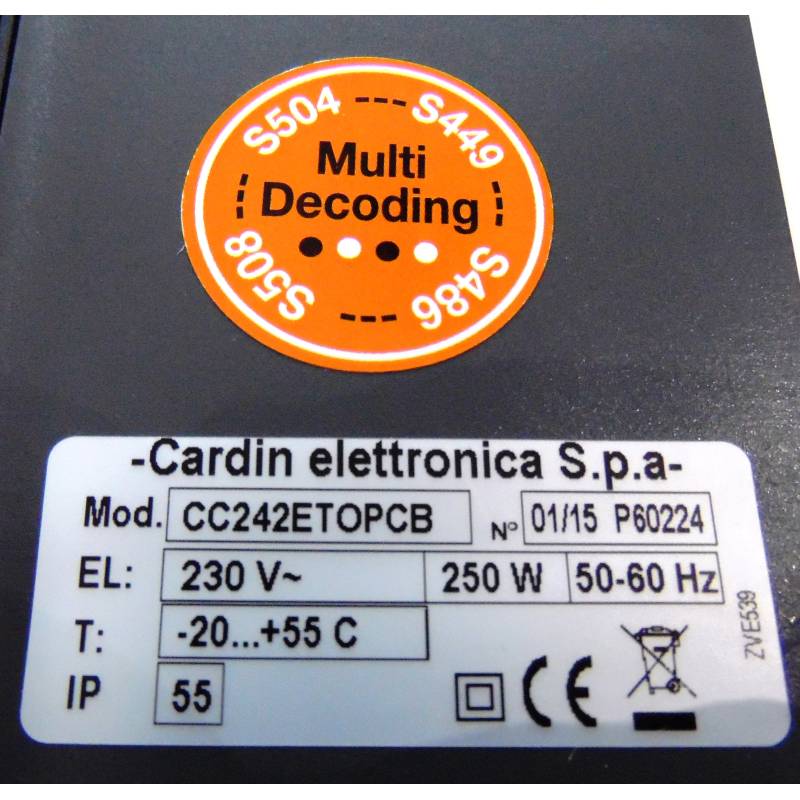 S504 --- S449
Multi
Decoding
S508 --- S486
-Cardin elettronica S.p.a-
Mod. CC242ETOPCB N° 01/15 P60224
EL: 230 V~ 250 W 50-60 Hz
T: -20...+55 C
IP 55 CE
ZVE539